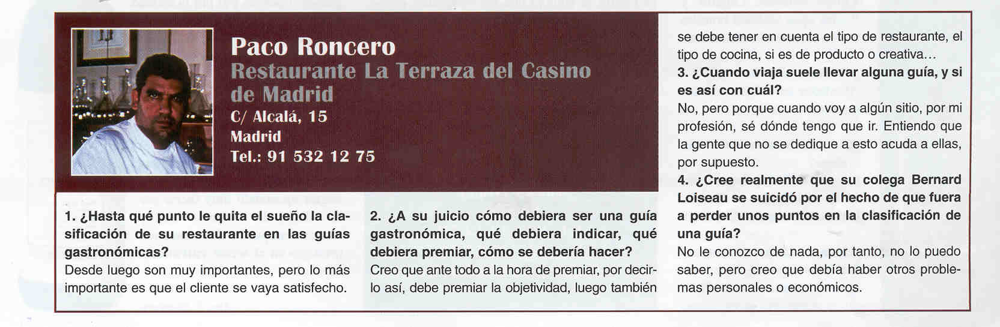 Paco Roncero
Restaurante La Terraza del Casino
de Madrid
C/ Alcalá, 15
Madrid
Tel.: 91 532 12 75
1. ¿Hasta qué punto le quita el sueño la cla-
sificación de su restaurante en las guías
gastronómicas?
Desde luego son muy importantes, pero lo más
importante es que el cliente se vaya satisfecho.
2. ¿A su juicio cómo debiera ser una guía
gastronómica, qué debiera indicar, qué
debiera premiar, cómo se debería hacer?
Creo que ante todo a la hora de premiar, por decir-
lo así, debe premiar la objetividad, luego también
se debe tener en cuenta el tipo de restaurante, el
tipo de cocina, si es de producto o creativa...
3. ¿Cuando viaja suele llevar alguna guía, y si
es así con cuál?
No, pero porque cuando voy a algún sitio, por mi
profesión, sé dónde tengo que ir. Entiendo que
la gente que no se dedique a esto acuda a ellas,
por supuesto.
4. ¿Cree realmente que su colega Bernard
Loiseau se suicidó por el hecho de que fuera
a perder unos puntos en la clasificación de
una guía?
No le conozco de nada, por tanto, no lo puedo
saber, pero creo que debía haber otros proble-
mas personales o económicos.